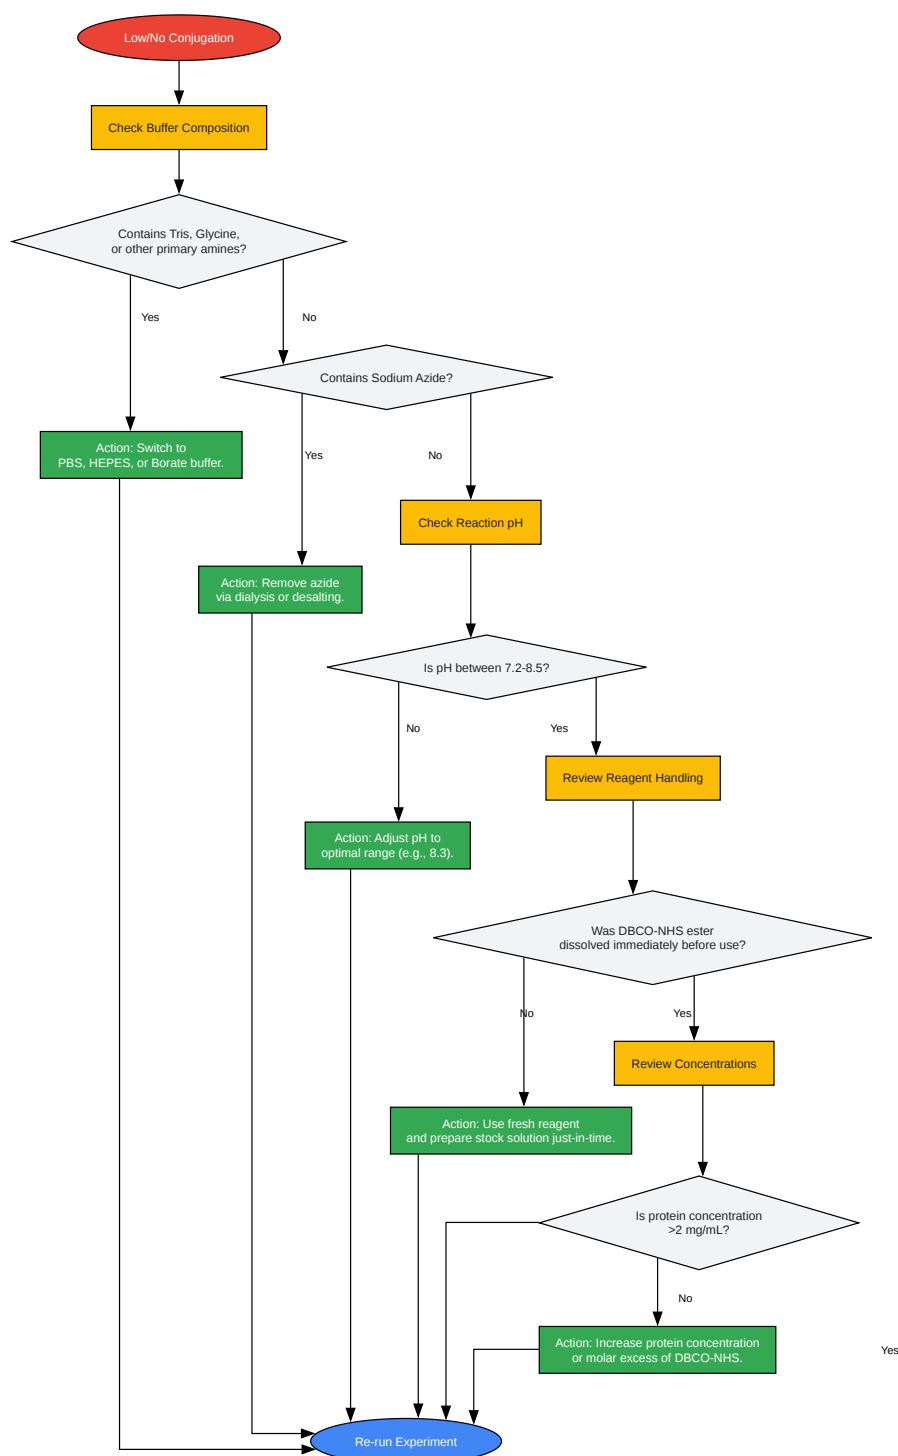 Low/No Conjugation
Check Buffer Composition
Contains Tris, Glycine,
or other primary amines?
Yes
No
Contains Sodium Azide?
Action: Switch to
PBS, HEPES, or Borate buffer.
Yes
No
Check Reaction pH
Action: Remove azide
via dialysis or desalting.
Is pH between 7.2-8.5?
No
Yes
Review Reagent Handling
Action: Adjust pH to
optimal range (e.g., 8.3).
Was DBCO-NHS ester
dissolved immediately before use?
No
Yes
Review Concentrations
Action: Use fresh reagent
and prepare stock solution just-in-time.
Is protein concentration
>2 mg/mL?
No
Action: Increase protein concentration
or molar excess of DBCO-NHS.
Yes
Re-run Experiment